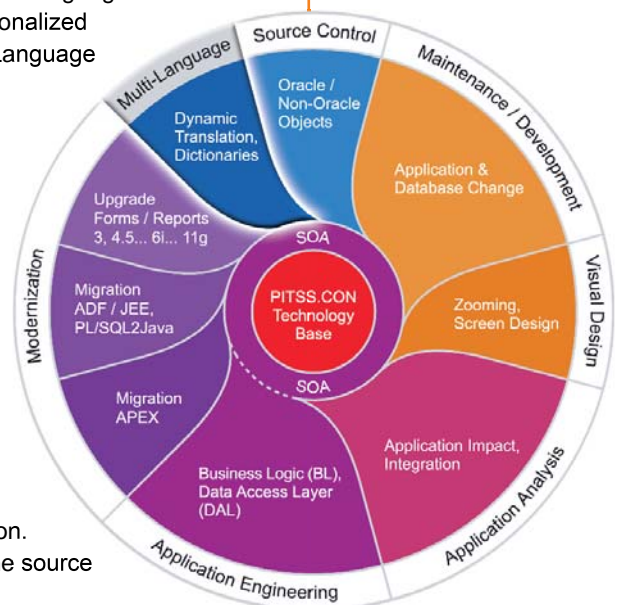 onalized
Language
Multi-Language
Source Control
Maintenance / Development
Visual Design
Application Analysis
Application Engineering
Modernization
Dynamic
Translation,
Dictionaries
Oracle /
Non-Oracle
Objects
Application &
Database Change
Zooming,
Screen Design
Application Impact,
Integration
Business Logic (BL),
Data Access Layer
(DAL)
Migration
APEX
Migration
ADF / JEE,
PL/SQL2Java
Upgrade
Forms / Reports
3, 4.5... 6i... 11g
SOA
PITSS.CON
Technology
Base
SOA
on.
e source